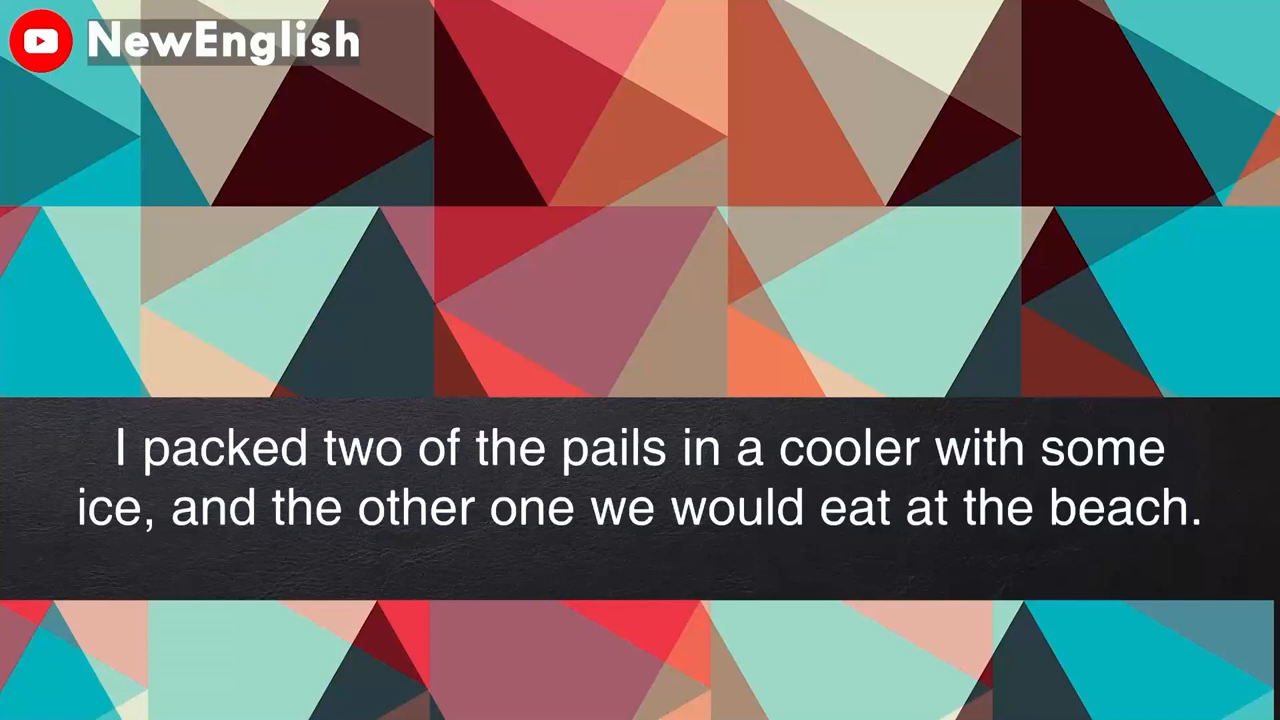 NewEnglish
I packed two of the pails in a cooler with some
ice, and the other one we would eat at the beach.